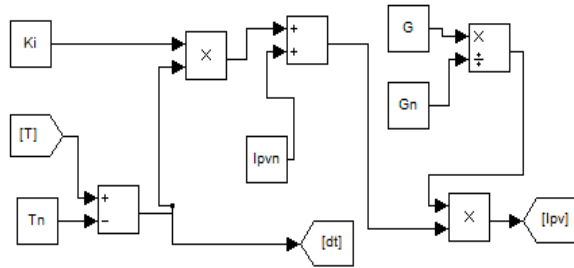 Ki
×
+
+
G
×
÷
Gn
[T]
Ipvn
Tn
+
−
[dt]
×
[Ipv]